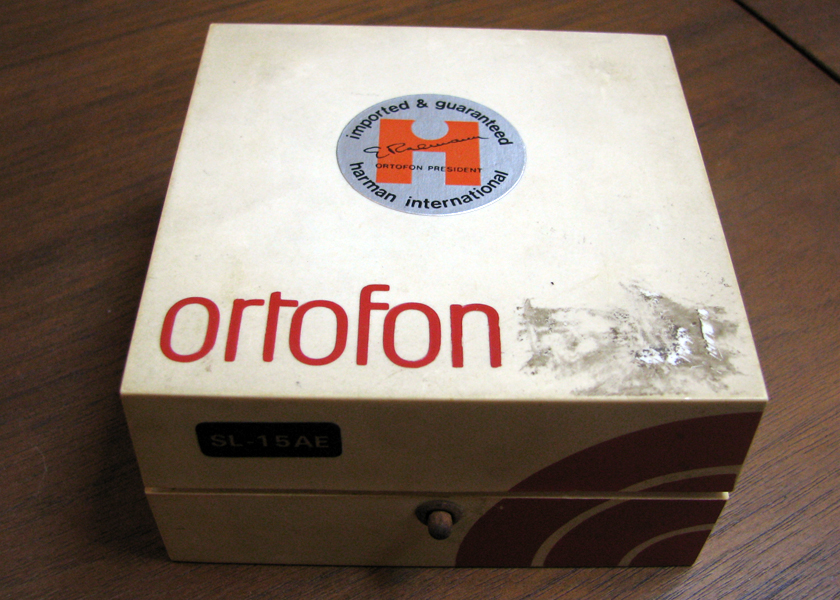 imported & guaranteed
ORTOFON PRESIDENT
harman international
ortofon
SL-15AE